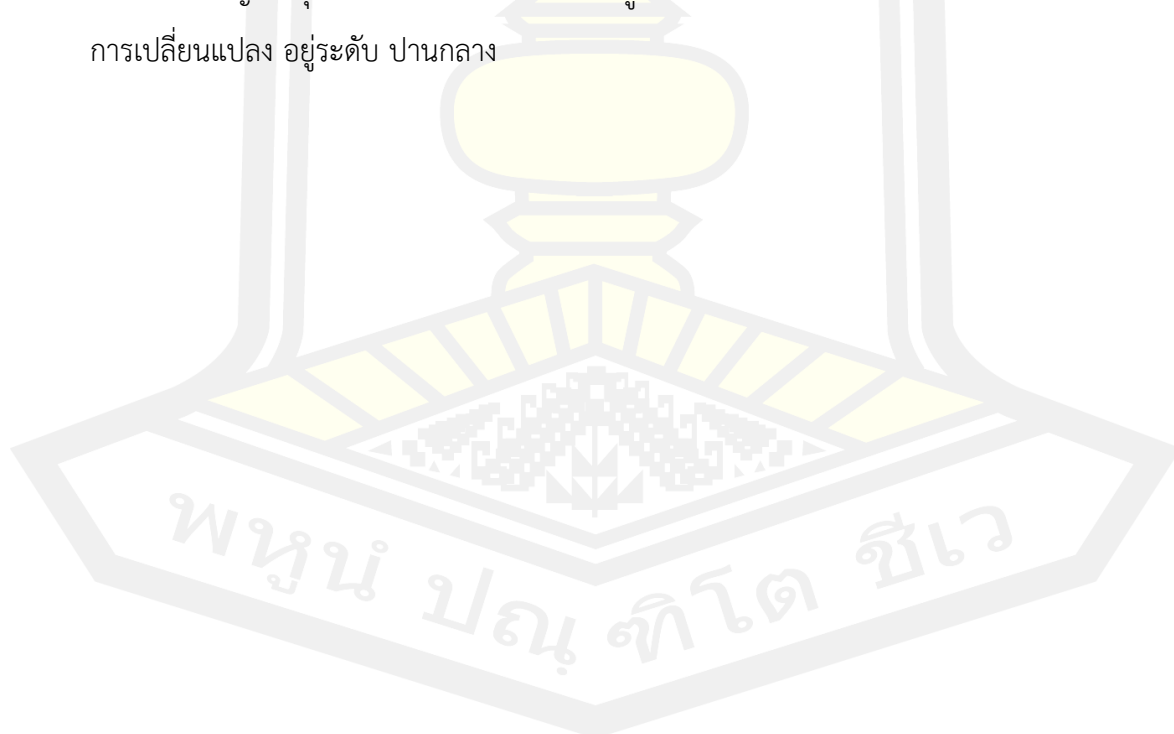 การเปลี่ยนแปลง อยู่ระดับ ปานกลาง
พหูนํ ปณฺฑิโต ชีเว